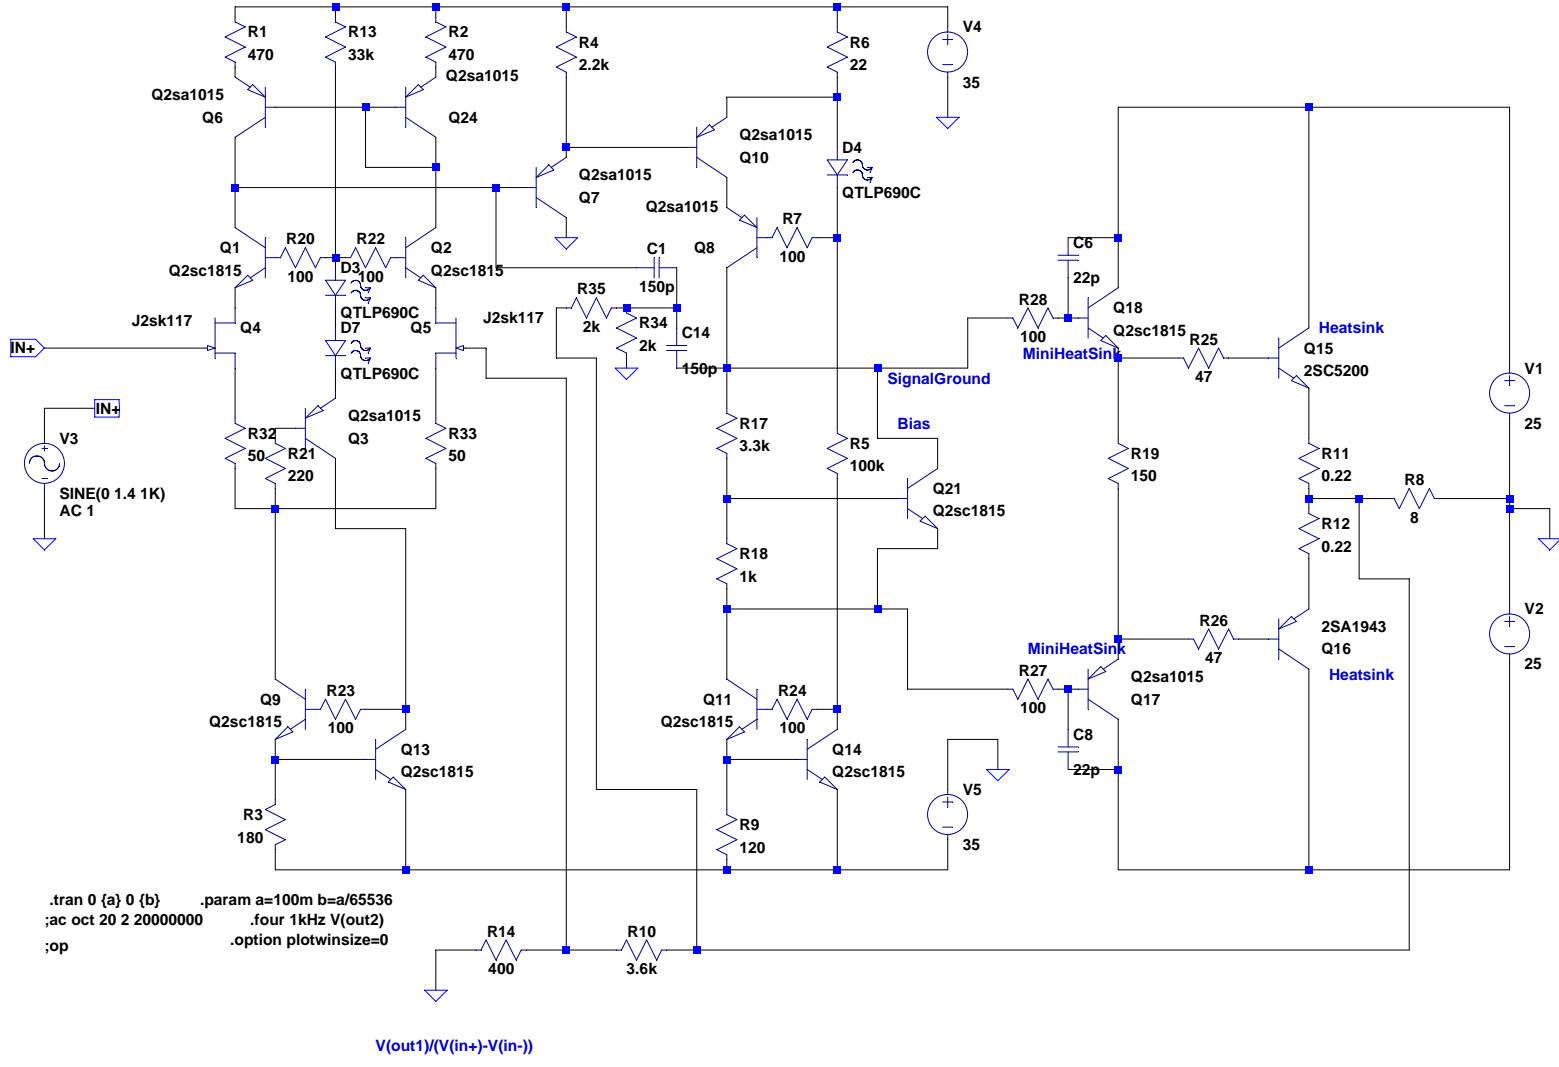 R1
470
R13
33k
R2
470
Q2sa1015
Q2sa1015
Q6
Q24
R4
2.2k
R6
22
V4
35
Q2sa1015
Q10
D4
QTLP690C
Q2sa1015
Q7
Q2sa1015
Q8
R7
100
Q1
Q2sc1815
R20
100
R22
100
Q2
Q2sc1815
D3
QTLP690C
D7
QTLP690C
J2sk117
Q4
Q5
J2sk117
IN+
IN+
V3
SINE(0 1.4 1K)
AC 1
R32
50
R21
220
Q2sa1015
Q3
R33
50
C1
150p
R35
2k
R34
2k
C14
150p
SignalGround
Bias
R17
3.3k
R5
100k
Q21
Q2sc1815
R18
1k
C6
22p
R28
100
Q18
Q2sc1815
MiniHeatSink
R25
47
Heatsink
Q15
2SC5200
V1
25
R19
150
R11
0.22
R8
8
R12
0.22
V2
25
MiniHeatSink
R26
47
2SA1943
Q16
Heatsink
R27
100
Q2sa1015
Q17
C8
22p
Q9
Q2sc1815
R23
100
Q13
Q2sc1815
R3
180
Q11
Q2sc1815
R24
100
Q14
Q2sc1815
R9
120
V5
35
.tran 0 {a} 0 {b}
.param a=100m b=a/65536
;ac oct 20 2 20000000
.four 1kHz V(out2)
;op
.option plotwinsize=0
R14
400
R10
3.6k
V(out1)/(V(in+)-V(in-))